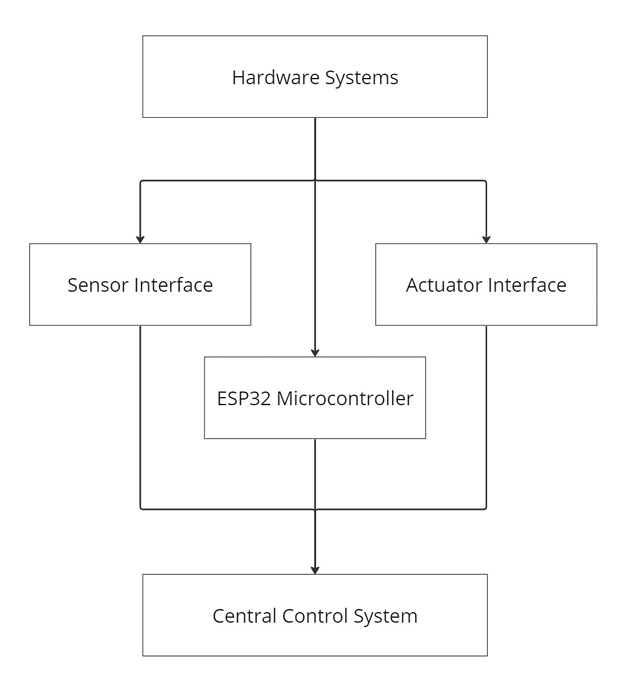 Hardware Systems
Sensor Interface
Actuator Interface
ESP32 Microcontroller
Central Control System